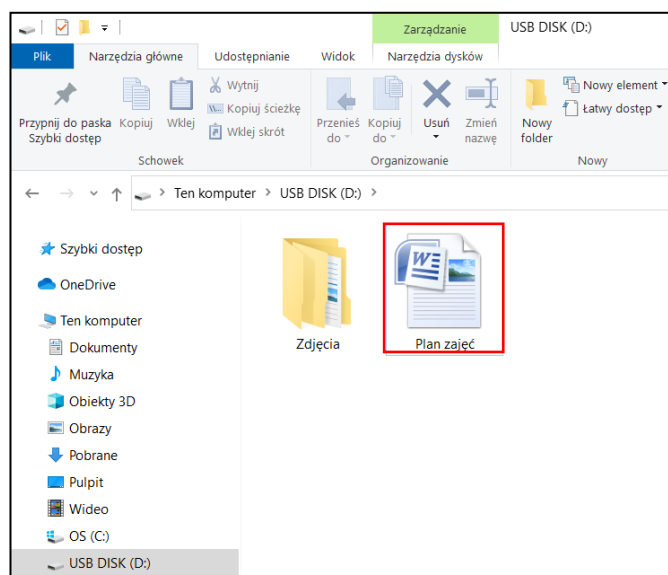 Zarządzanie
USB DISK (D:)
Plik
Narzędzia główne
Udostępnianie
Widok
Narzędzia dysków
Przypnij do paska
Szybki dostęp
Kopiuj
Wklej
Wytnij
Kopiuj ścieżkę
Wklej skrót
Schowek
Przenieś
do
Kopiuj
do
Usuń
Zmień
nazwę
Organizowanie
Nowy
folder
Nowy element
Łatwy dostęp
Nowy
Ten komputer > USB DISK (D:) >
Szybki dostęp
OneDrive
Ten komputer
Dokumenty
Muzyka
Obiekty 3D
Obrazy
Pobrane
Pulpit
Wideo
OS (C:)
USB DISK (D:)
Zdjęcia
W
Plan zajęć